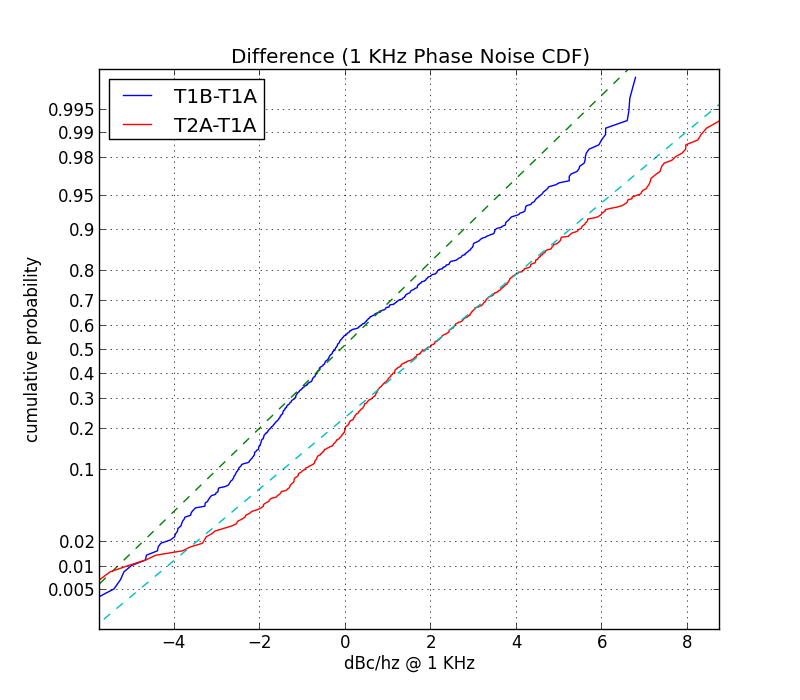 Difference (1 KHz Phase Noise CDF)
T1B-T1A
T2A-T1A
0.995
0.99
0.98
0.95
0.9
0.8
0.7
0.6
0.5
0.4
0.3
0.2
0.1
0.02
0.01
0.005
cumulative probability
−4 −2 0 2 4 6 8
dBc/hz @ 1 KHz